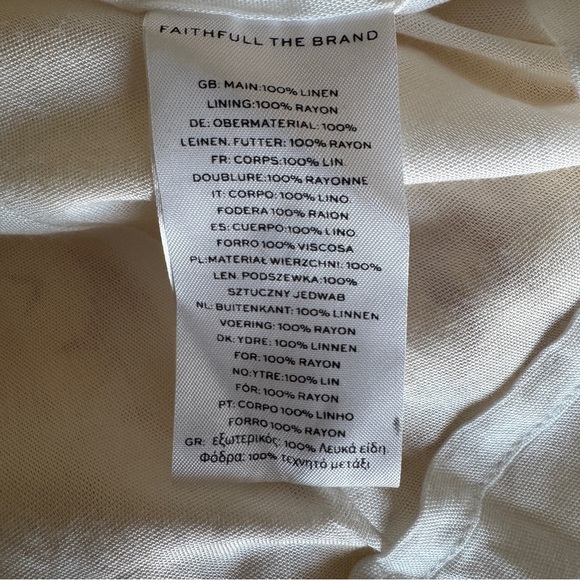 FAITHFULL THE BRAND
GB: MAIN:100% LINEN
LINING:100% RAYON
DE: OBERMATERIAL: 100%
LEINEN. FUTTER: 100% RAYON
FR: CORPS:100% LIN.
DOUBLURE:100% RAYONNE
IT: CORPO:100% LINO.
FODERA 100% RAION
ES: CUERPO:100% LINO.
FORRO 100% VISCOSA
PL:MATERIAŁ WIERZCHNI: 100%
LEN. PODSZEWKA:100%
SZTUCZNY JEDWAB
NL: BUITENKANT: 100% LINNEN
VOERING: 100% RAYON
DK: YDRE: 100% LINNEN.
FOR: 100% RAYON
NO:YTRE:100% LIN
FÔR: 100% RAYON
PT: CORPO 100% LINHO
FORRO 100% RAYON
GR: εξωτερικός: 100% Λευκά είδη.
Φόδρα: 100% τεχνητό μετάξι